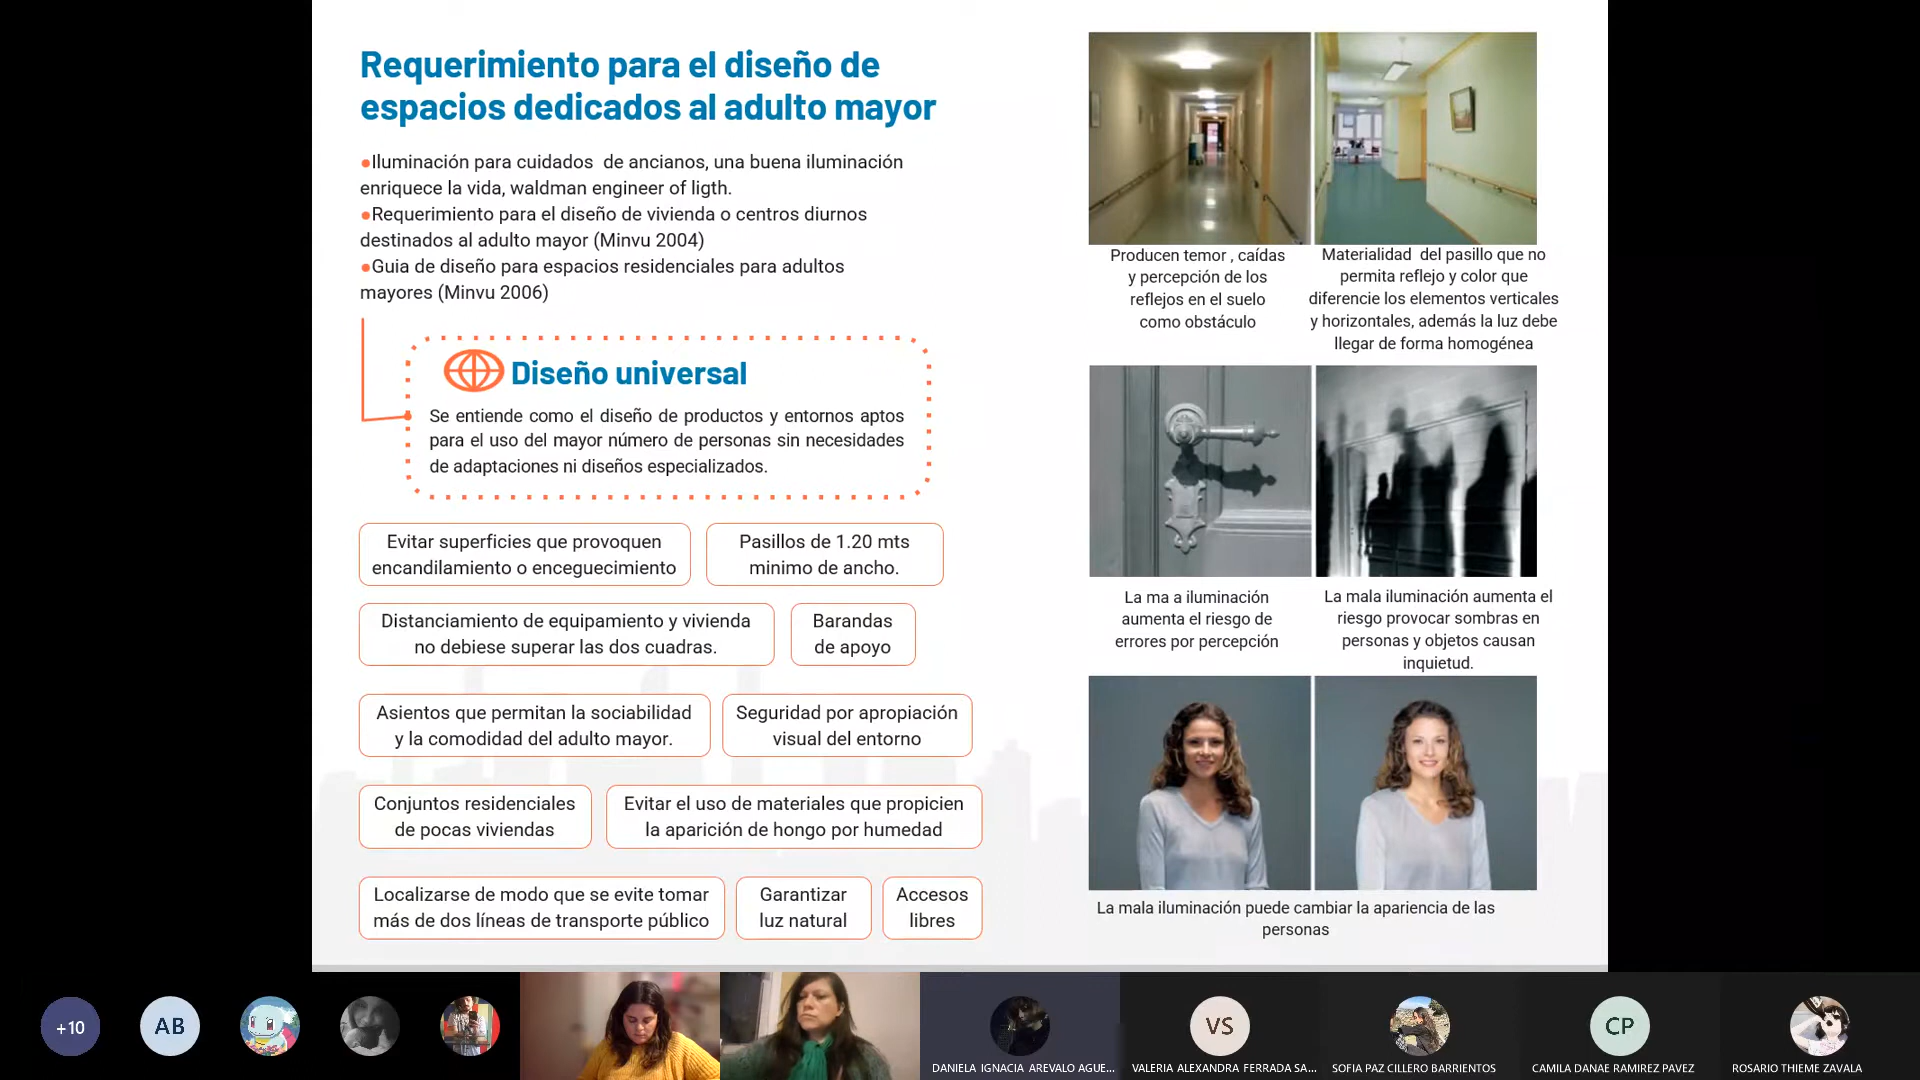 Requerimiento para el diseño de
espacios dedicados al adulto mayor
●Iluminación para cuidados de ancianos, una buena iluminación
enriquece la vida, waldman engineer of ligth.
●Requerimiento para el diseño de vivienda o centros diurnos
destinados al adulto mayor (Minvu 2004)
●Guia de diseño para espacios residenciales para adultos
mayores (Minvu 2006)
Diseño universal
Se entiende como el diseño de productos y entornos aptos
para el uso del mayor número de personas sin necesidades
de adaptaciones ni diseños especializados.
Evitar superficies que provoquen
encandilamiento o enceguecimiento
Pasillos de 1.20 mts
minimo de ancho.
Distanciamiento de equipamiento y vivienda
no debiese superar las dos cuadras.
Barandas
de apoyo
Asientos que permitan la sociabilidad
y la comodidad del adulto mayor.
Seguridad por apropiación
visual del entorno
Conjuntos residenciales
de pocas viviendas
Evitar el uso de materiales que propicien
la aparición de hongo por humedad
Localizarse de modo que se evite tomar
más de dos líneas de transporte público
Garantizar
luz natural
Accesos
libres
Producen temor , caídas
y percepción de los
reflejos en el suelo
como obstáculo
Materialidad del pasillo que no
permita reflejo y color que
diferencie los elementos verticales
y horizontales, además la luz debe
llegar de forma homogénea
La ma a iluminación
aumenta el riesgo de
errores por percepción
La mala iluminación aumenta el
riesgo provocar sombras en
personas y objetos causan
inquietud.
La mala iluminación puede cambiar la apariencia de las
personas
+10
AB
VS
CP
DANIELA IGNACIA AREVALO AGUE...
VALERIA ALEXANDRA FERRADA SA...
SOFIA PAZ CILLERO BARRIENTOS
CAMILA DANAE RAMIREZ PAVEZ
ROSARIO THIEME ZAVALA